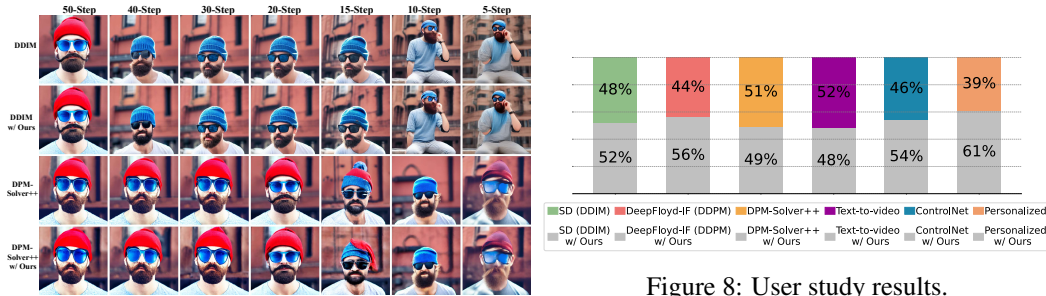 50-Step 40-Step 30-Step 20-Step 15-Step 10-Step 5-Step
DDIM
DDIM
w/ Ours
DPM-
Solver++
DPM-
Solver++
w/ Ours
48% 44% 51% 52% 46% 39%
52% 56% 49% 48% 54% 61%
SD (DDIM) DeepFloyd-IF (DDPM) DPM-Solver++ Text-to-video ControlNet Personalized
SD (DDIM) DeepFloyd-IF (DDPM) DPM-Solver++ Text-to-video ControlNet Personalized
w/ Ours w/ Ours w/ Ours w/ Ours w/ Ours w/ Ours
Figure 8: User study results.